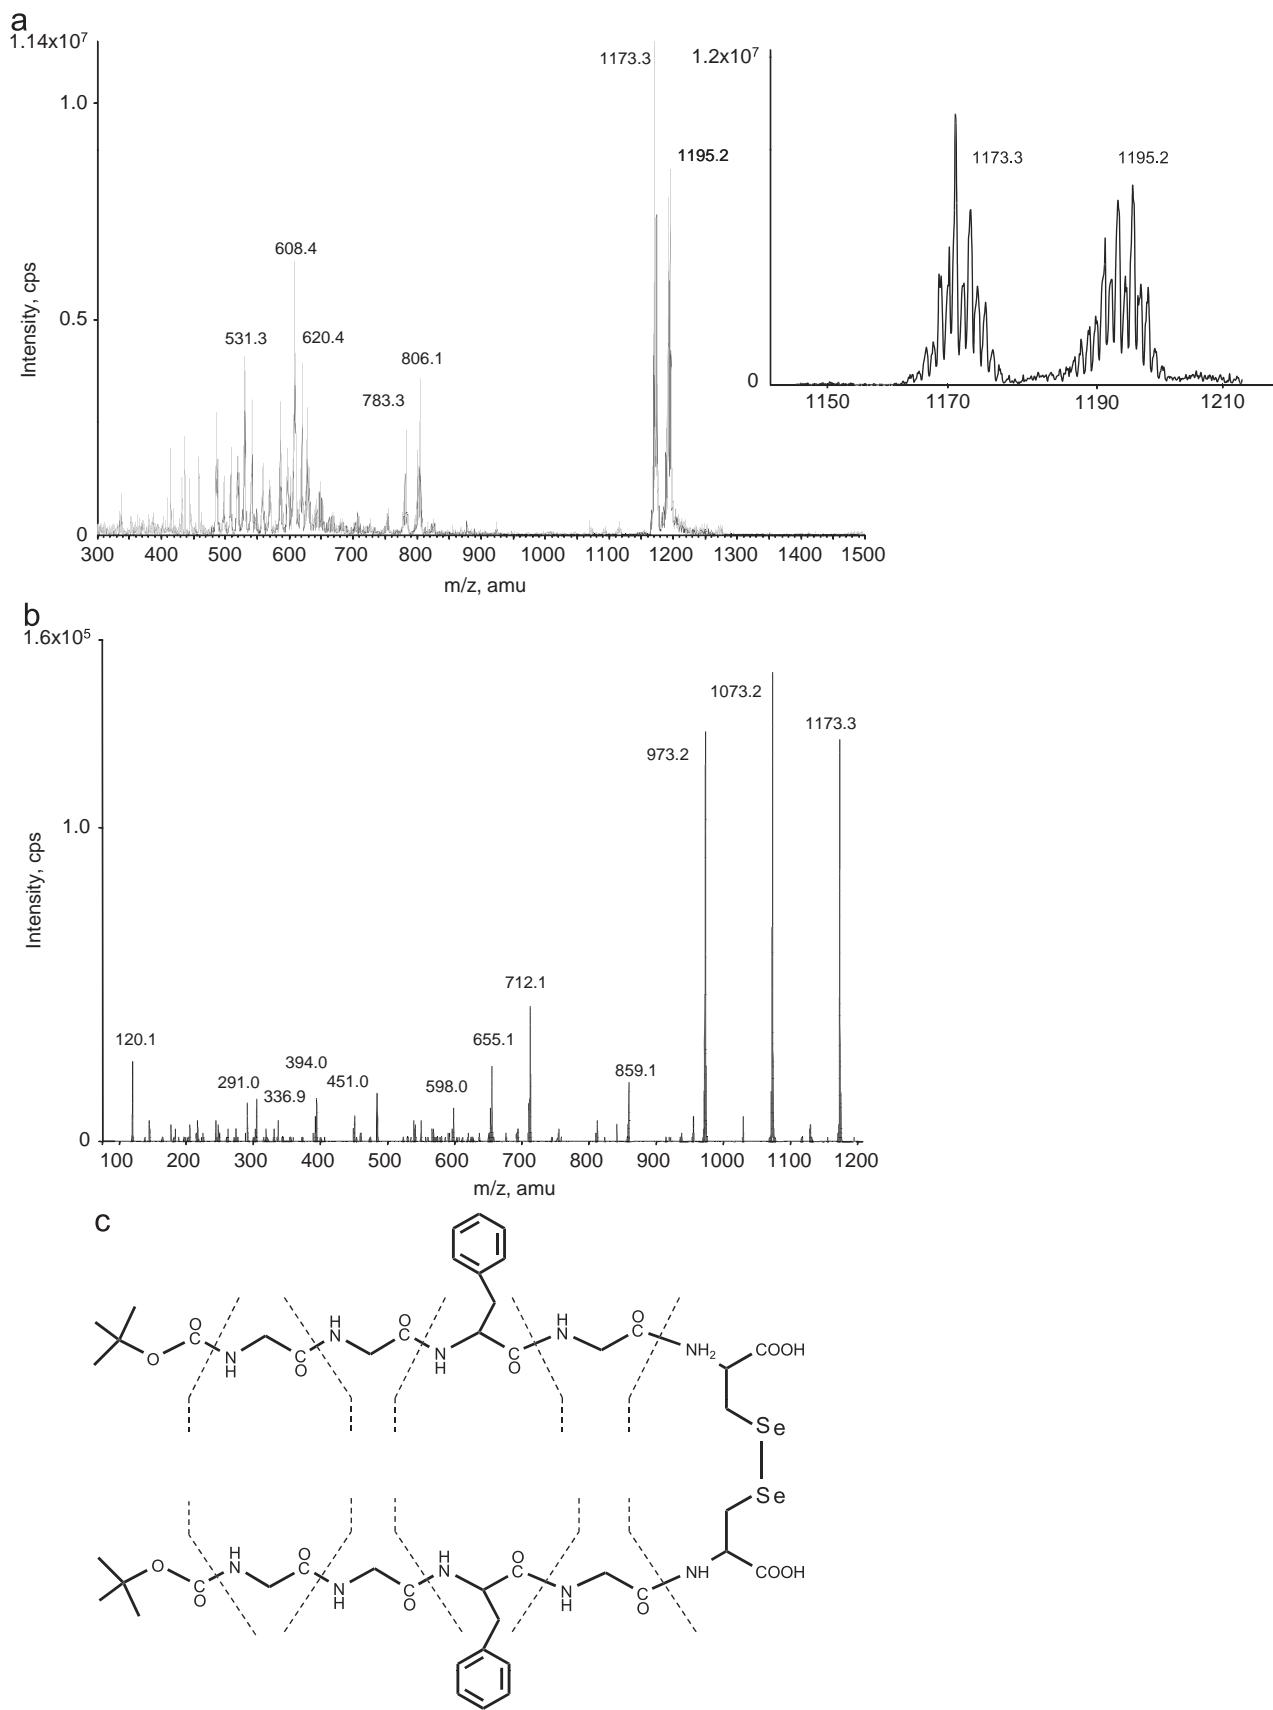 a
1.14x10⁷
1173.3
1.2x10⁷
1.0
1195.2
1173.3
1195.2
608.4
Intensity, cps
0.5
531.3
620.4
806.1
783.3
0
1150
1170
1190
1210
0
300
400
500
600
700
800
900
1000
1100
1200
1300
1400
1500
m/z, amu
b
1.6x10⁵
1073.2
1173.3
973.2
1.0
Intensity, cps
712.1
655.1
120.1
394.0
859.1
291.0
451.0
598.0
336.9
0
100
200
300
400
500
600
700
800
900
1000
1100
1200
m/z, amu
c
O
C
O
N
H
C
O
H
N
O
C
N
H
C
O
H
N
O
C
NH₂
COOH
Se
Se
O
C
O
H
N
O
C
N
H
C
O
H
N
O
C
N
H
C
O
NH
COOH